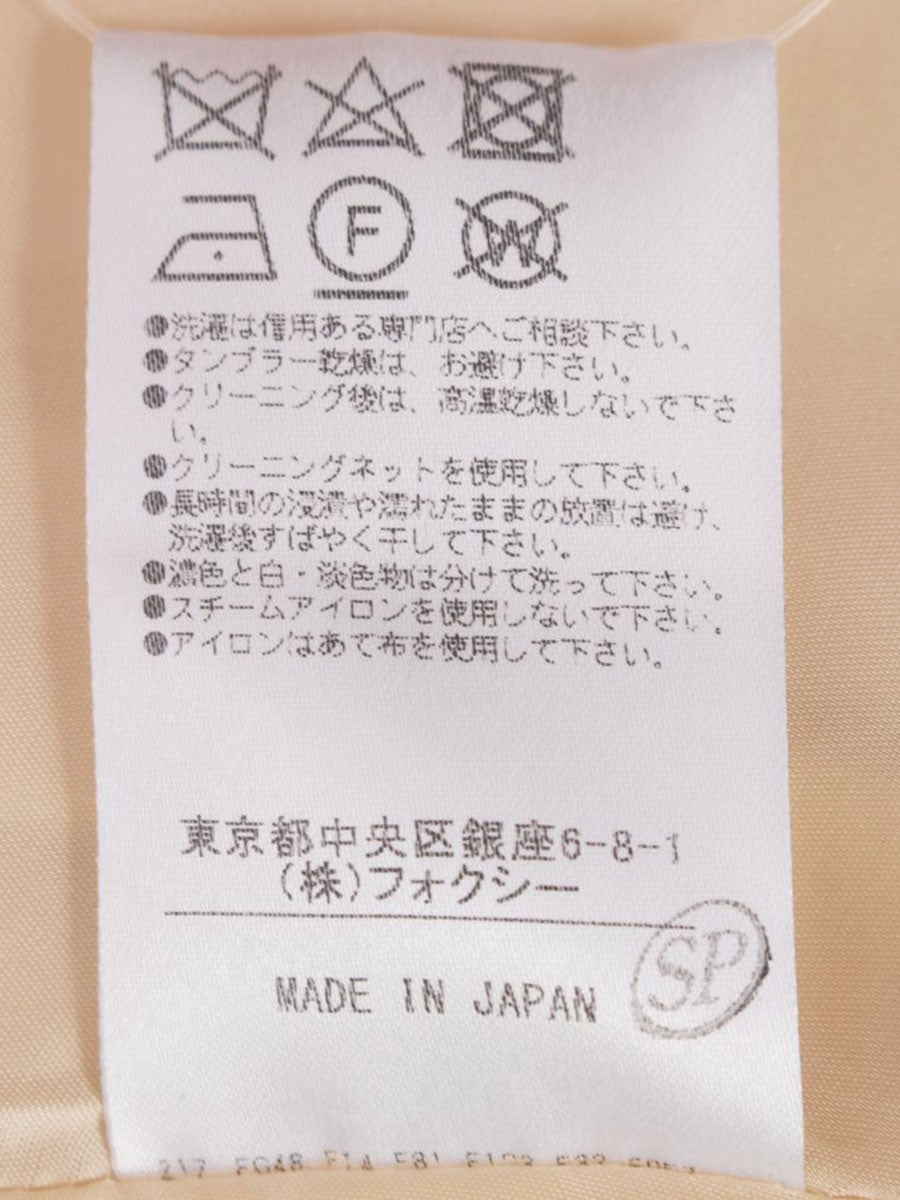 F
W
●洗濯は信用ある専門店へご相談下さい。
●タンブラー乾燥は、お避け下さい。
●クリーニング後は、高温乾燥しないで下さ
い。
●クリーニングネットを使用して下さい。
●長時間の浸漬や濡れたままの放置は避け、
洗濯後すばやく干して下さい。
●濃色と白・淡色物は分けて洗って下さい。
●スチームアイロンを使用しないで下さい。
●アイロンはあて布を使用して下さい。
東京都中央区銀座6-8-1
(株)フォクシー
SP
MADE IN JAPAN